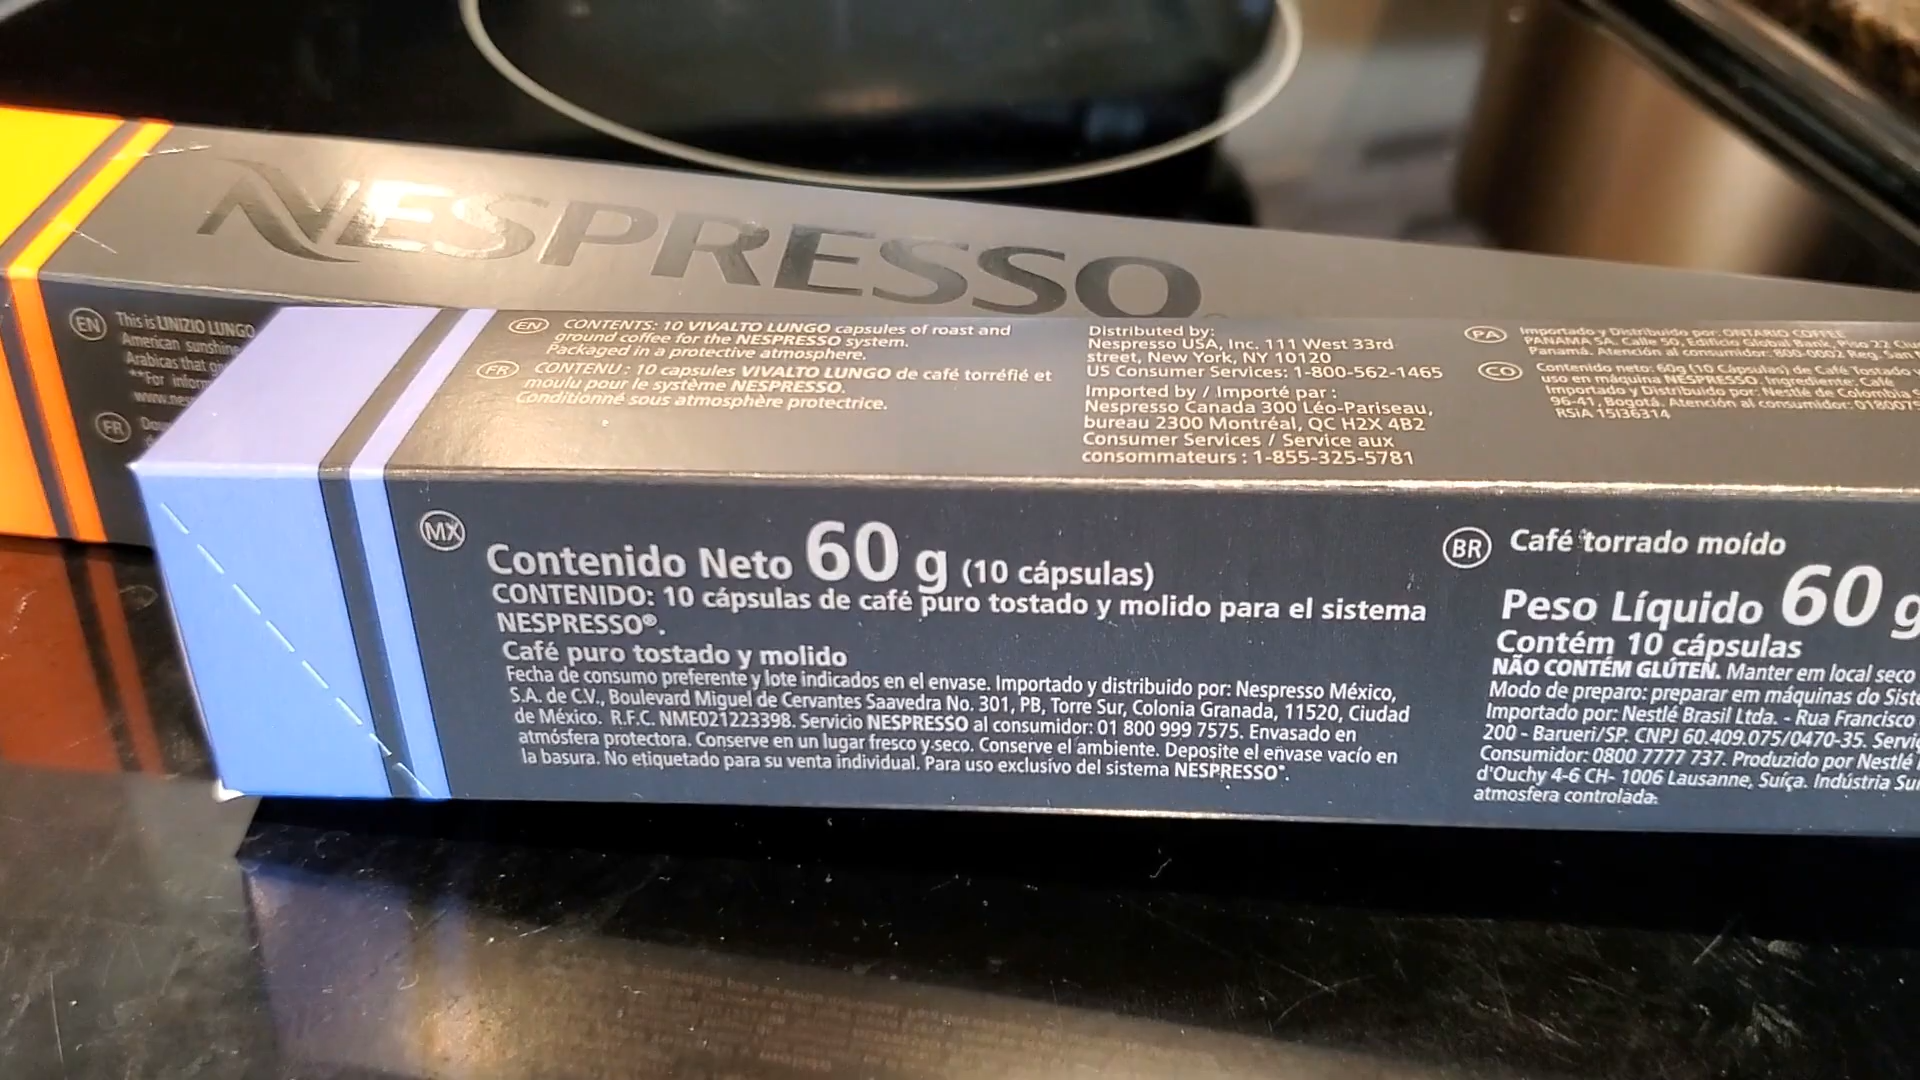 NESPRESSO
EN This is LINIZIO LUNGO
American sunshine
Arabicas that
**For inform
www.nes
FR
EN CONTENTS: 10 VIVALTO LUNGO capsules of roast and
ground coffee for the NESPRESSO system.
Packaged in a protective atmosphere.
FR CONTENU : 10 capsules VIVALTO LUNGO de café torréfié et
moulu pour le système NESPRESSO.
Conditionné sous atmosphère protectrice.
Distributed by:
Nespresso USA, Inc. 111 West 33rd
street, New York, NY 10120
US Consumer Services: 1-800-562-1465
Imported by / Importé par :
Nespresso Canada 300 Léo-Pariseau,
bureau 2300 Montréal, QC H2X 4B2
Consumer Services / Service aux
consommateurs : 1-855-325-5781
PA Importado y Distribuido por: ONTARIO COFFEE
PANAMA SA. Calle 50, Edificio Global Bank, Piso 22
Panamá. Atención al consumidor: 800-0002 Reg. San
CO Contenido neto: 60g (10 Cápsulas) de Café Tostado
uso en máquina NESPRESSO. Ingrediente: Café
Importado y Distribuido por: Nestlé de Colombia
96-41, Bogotá. Atención al consumidor: 0180075
RSiA 15I36314
MX Contenido Neto 60 g (10 cápsulas)
CONTENIDO: 10 cápsulas de café puro tostado y molido para el sistema
NESPRESSO®.
Café puro tostado y molido
Fecha de consumo preferente y lote indicados en el envase. Importado y distribuido por: Nespresso México,
S.A. de C.V., Boulevard Miguel de Cervantes Saavedra No. 301, PB, Torre Sur, Colonia Granada, 11520, Ciudad
de México. R.F.C. NME021223398. Servicio NESPRESSO al consumidor: 01 800 999 7575. Envasado en
atmósfera protectora. Conserve en un lugar fresco y seco. Conserve el ambiente. Deposite el envase vacío en
la basura. No etiquetado para su venta individual. Para uso exclusivo del sistema NESPRESSO®.
BR Café torrado moído
Peso Líquido 60 g
Contém 10 cápsulas
NÃO CONTÉM GLÚTEN. Manter em local seco
Modo de preparo: preparar em máquinas do Siste
Importado por: Nestlé Brasil Ltda. - Rua Francisco
200 - Barueri/SP. CNPJ 60.409.075/0470-35. Servi
Consumidor: 0800 7777 737. Produzido por Nestlé
d'Ouchy 4-6 CH- 1006 Lausanne, Suíça. Indústria Su
atmosfera controlada.